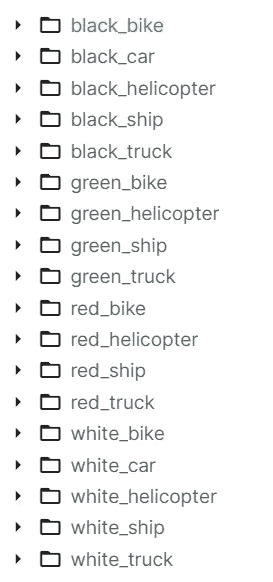 black_bike
black_car
black_helicopter
black_ship
black_truck
green_bike
green_helicopter
green_ship
green_truck
red_bike
red_helicopter
red_ship
red_truck
white_bike
white_car
white_helicopter
white_ship
white_truck